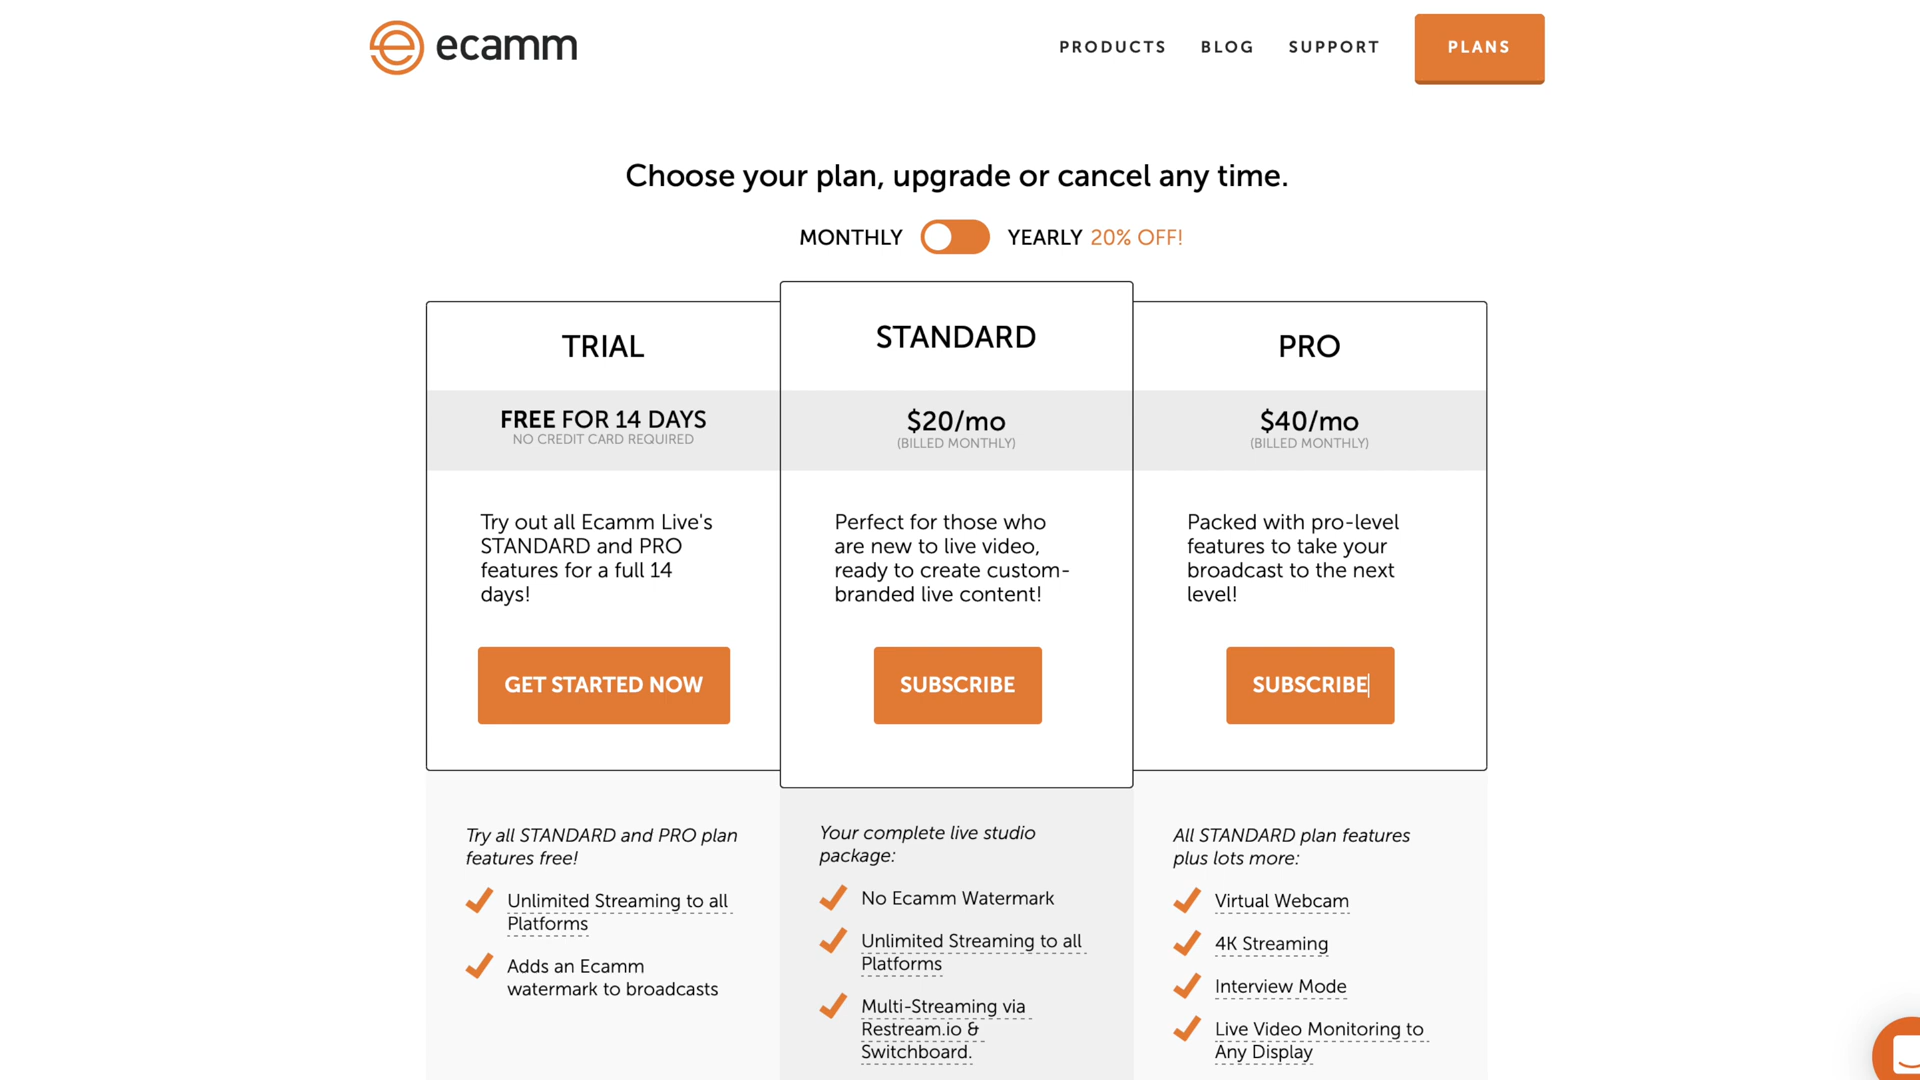 ecamm
PRODUCTS BLOG SUPPORT PLANS
Choose your plan, upgrade or cancel any time.
MONTHLY YEARLY 20% OFF!
TRIAL
FREE FOR 14 DAYS
NO CREDIT CARD REQUIRED
Try out all Ecamm Live's
STANDARD and PRO
features for a full 14
days!
GET STARTED NOW
Try all STANDARD and PRO plan
features free!
Unlimited Streaming to all
Platforms
Adds an Ecamm
watermark to broadcasts
STANDARD
$20/mo
(BILLED MONTHLY)
Perfect for those who
are new to live video,
ready to create custom-
branded live content!
SUBSCRIBE
Your complete live studio
package:
No Ecamm Watermark
Unlimited Streaming to all
Platforms
Multi-Streaming via
Restream.io &
Switchboard.
PRO
$40/mo
(BILLED MONTHLY)
Packed with pro-level
features to take your
broadcast to the next
level!
SUBSCRIBE
All STANDARD plan features
plus lots more:
Virtual Webcam
4K Streaming
Interview Mode
Live Video Monitoring to
Any Display